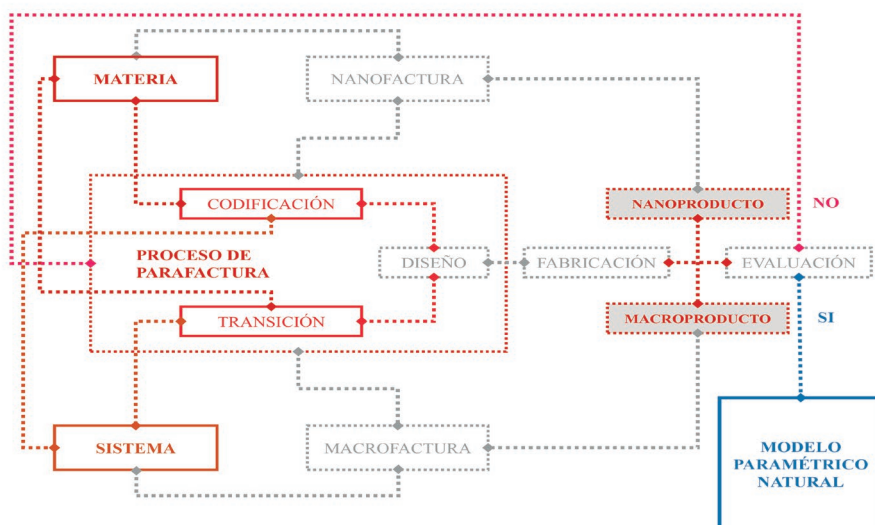 MATERIA
NANOFACTURA
CODIFICACIÓN
NANOPRODUCTO
NO
PROCESO DE
PARAFACTURA
DISEÑO
FABRICACIÓN
EVALUACIÓN
TRANSICIÓN
MACROPRODUCTO
SI
SISTEMA
MACROFACTURA
MODELO
PARAMÉTRICO
NATURAL